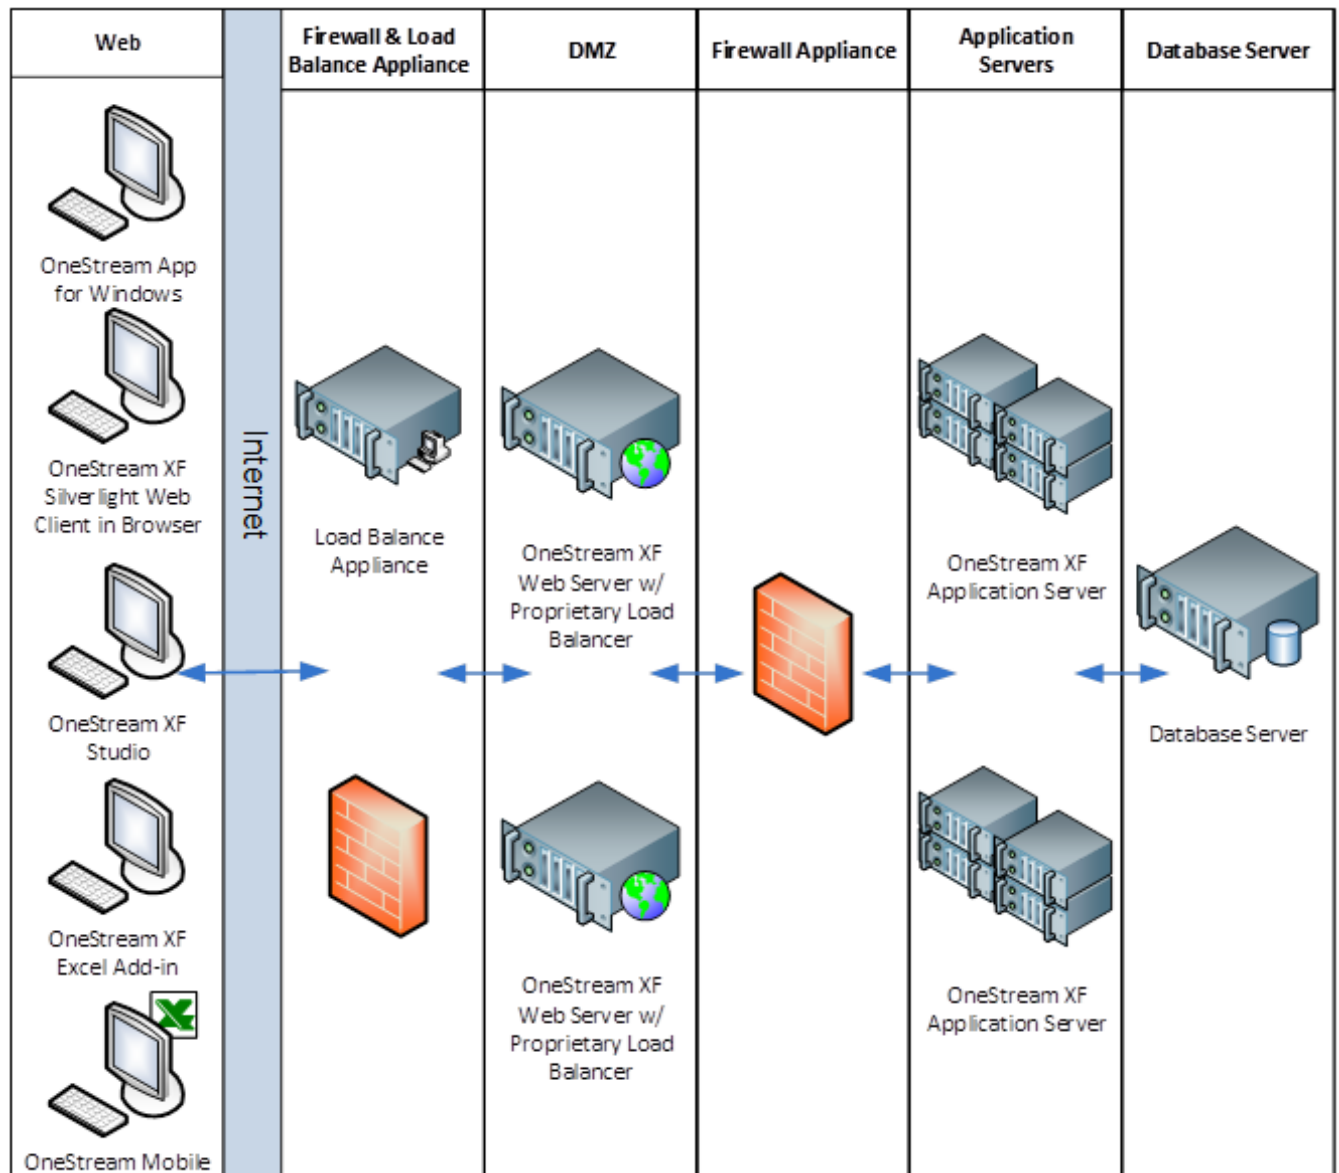 Web
Firewall & Load
Balance Appliance
DMZ
Firewall Appliance
Application
Servers
Database Server
OneStream App
for Windows
OneStream XF
Silverlight Web
Client in Browser
OneStream XF
Studio
OneStream XF
Excel Add-in
OneStream Mobile
Internet
Load Balance
Appliance
OneStream XF
Web Server w/
Proprietary Load
Balancer
OneStream XF
Web Server w/
Proprietary Load
Balancer
OneStream XF
Application Server
OneStream XF
Application Server
Database Server